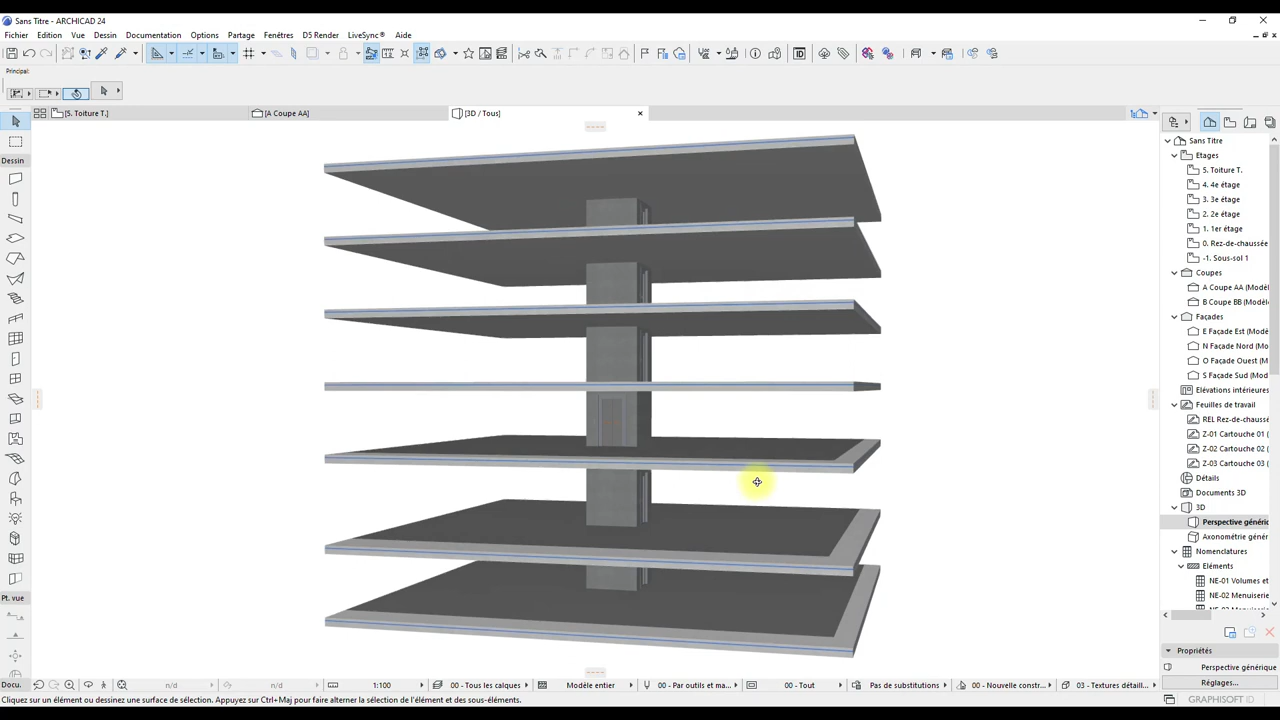 Sans Titre - ARCHICAD 24
Fichier Edition Vue Dessin Documentation Options Partage Fenêtres D5 Render LiveSync® Aide
Principal:
[5. Toiture T.] [A Coupe AA] [3D / Tous]
Dessin
Pt. vue
Docu.
Sans Titre
Etages
5. Toiture T.
4. 4e étage
3. 3e étage
2. 2e étage
1. 1er étage
0. Rez-de-chaussée
-1. Sous-sol 1
Coupes
A Coupe AA (Modèl
B Coupe BB (Modèl
Façades
E Façade Est (Mod
N Façade Nord (Mo
O Façade Ouest (M
S Façade Sud (Mod
Elévations intérieures
Feuilles de travail
REL Rez-de-chauss
Z-01 Cartouche 01 (
Z-02 Cartouche 02 (
Z-03 Cartouche 03 (
Détails
Documents 3D
3D
Perspective généric
Axonométrie génér
Nomenclatures
Eléments
NE-01 Volumes et
NE-02 Menuiserie
Propriétés
Perspective générique
Réglages...
n/d n/d 1:100 00 - Tous les calques Modèle entier 00 - Par outils et ma... 00 - Tout Pas de substitutions 00 - Nouvelle constr... 03 - Textures détaill...
Cliquez sur un élément ou dessinez une surface de sélection. Appuyez sur Ctrl+Maj pour faire alterner la sélection de l'élément et des sous-éléments.
GRAPHISOFT ID